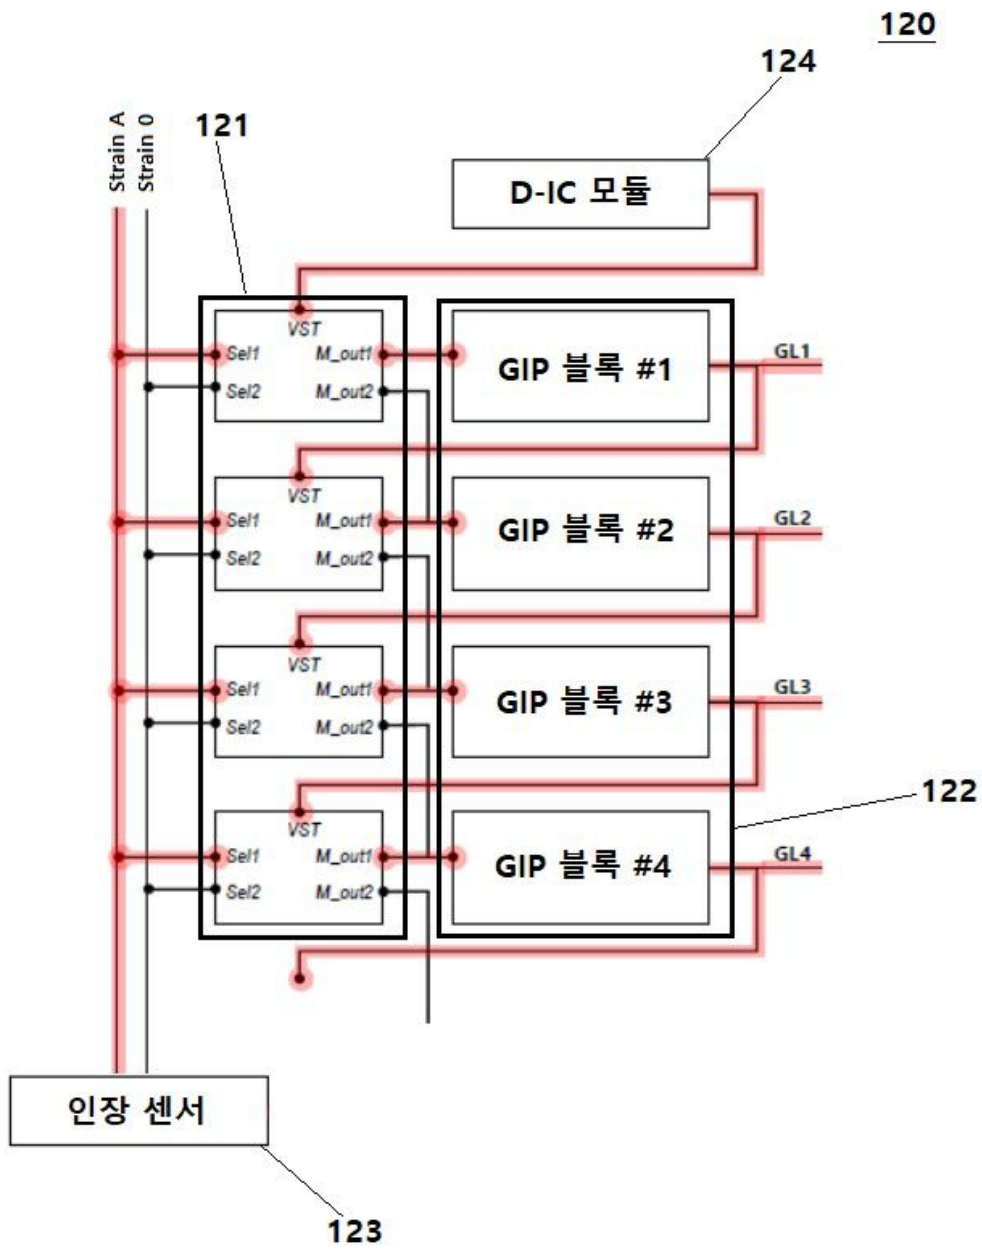 120
124
121
Strain A
Strain 0
D-IC 모듈
VST
Sel1
M_out1
Sel2
M_out2
GIP 블록 #1
GL1
VST
Sel1
M_out1
Sel2
M_out2
GIP 블록 #2
GL2
VST
Sel1
M_out1
Sel2
M_out2
GIP 블록 #3
GL3
122
VST
Sel1
M_out1
Sel2
M_out2
GIP 블록 #4
GL4
인장 센서
123